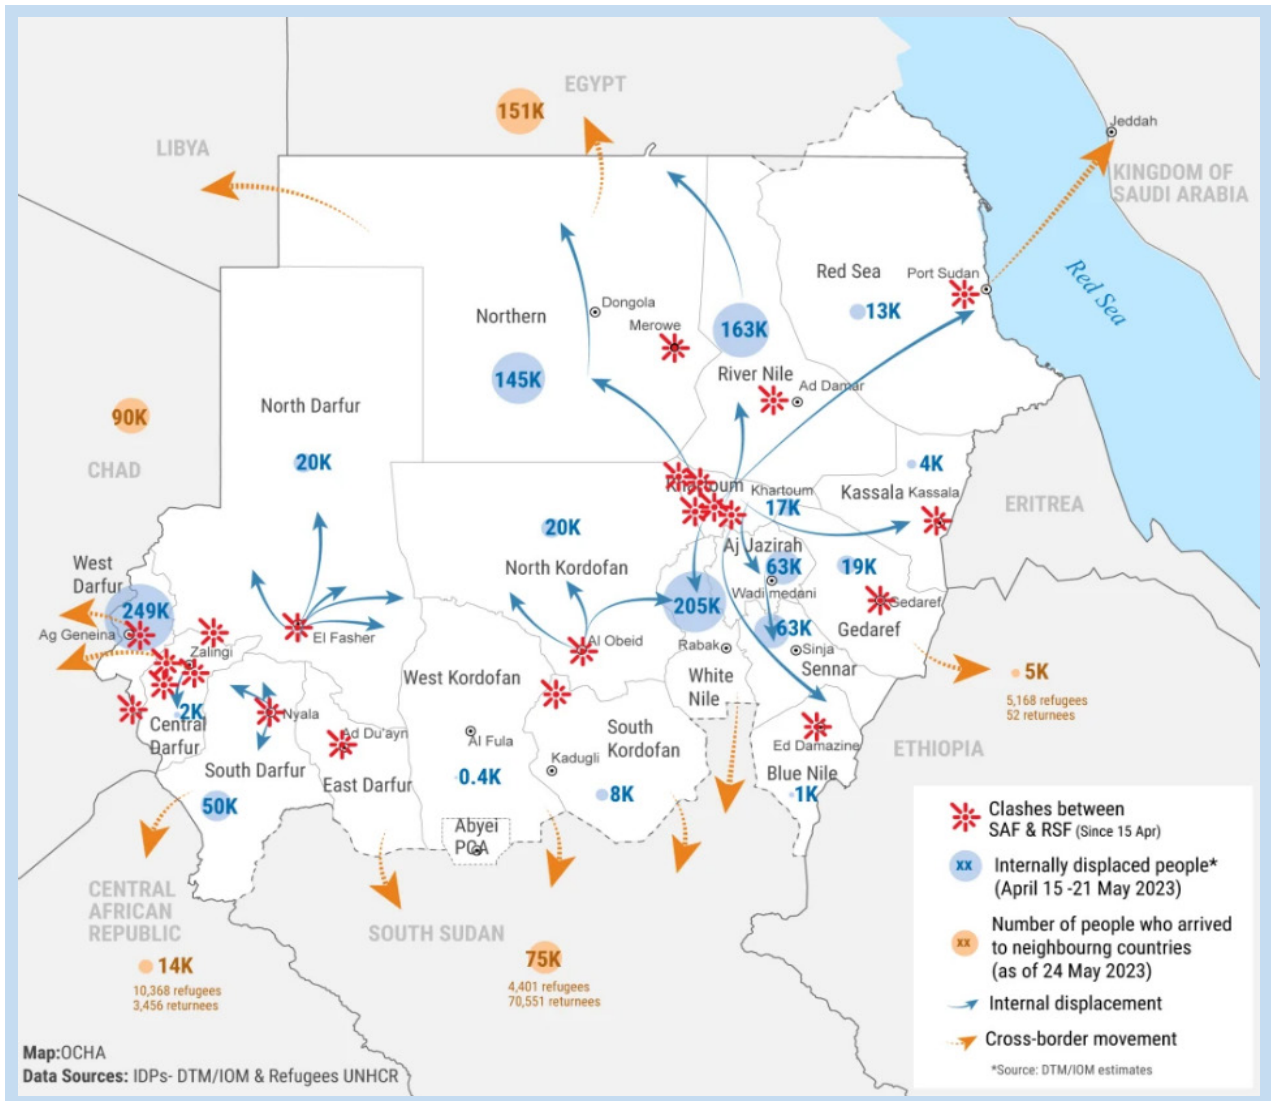 EGYPT
151K
Jeddah
LIBYA
KINGDOM OF
SAUDI ARABIA
Red Sea
Port Sudan
Red Sea
13K
Dongola
Northern
Merowe
163K
145K
River Nile
Ad Damar
North Darfur
90K
CHAD
20K
4K
Khartoum
Khartoum
17K
Kassala
Kassala
ERITREA
20K
Aj Jazirah
63K
19K
West
Darfur
North Kordofan
Wadi medani
249K
205K
Gedaref
Ag Geneina
El Fasher
63K
Gedaref
Al Obeid
Rabak
Sinja
Zalingi
Sennar
West Kordofan
White
Nile
5K
5,168 refugees
52 returnees
2K
Nyala
Central
Darfur
Ad Du'ayn
Al Fula
South
Kordofan
Ed Damazine
ETHIOPIA
Kadugli
South Darfur
East Darfur
0.4K
Blue Nile
50K
8K
1K
Abyei
PCA
Clashes between
SAF & RSF (Since 15 Apr)
xx
Internally displaced people*
(April 15 -21 May 2023)
Number of people who arrived
xx
to neighbourng countries
(as of 24 May 2023)
Internal displacement
Cross-border movement
*Source: DTM/IOM estimates
CENTRAL
AFRICAN
REPUBLIC
14K
10,368 refugees
3,456 returnees
SOUTH SUDAN
75K
4,401 refugees
70,551 returnees
Map:OCHA
Data Sources: IDPs- DTM/IOM & Refugees UNHCR